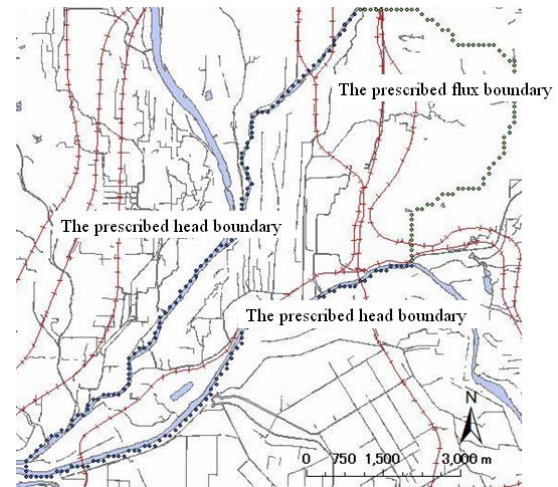 The prescribed flux boundary
The prescribed head boundary
The prescribed head boundary
N
0 750 1,500 3,000 m